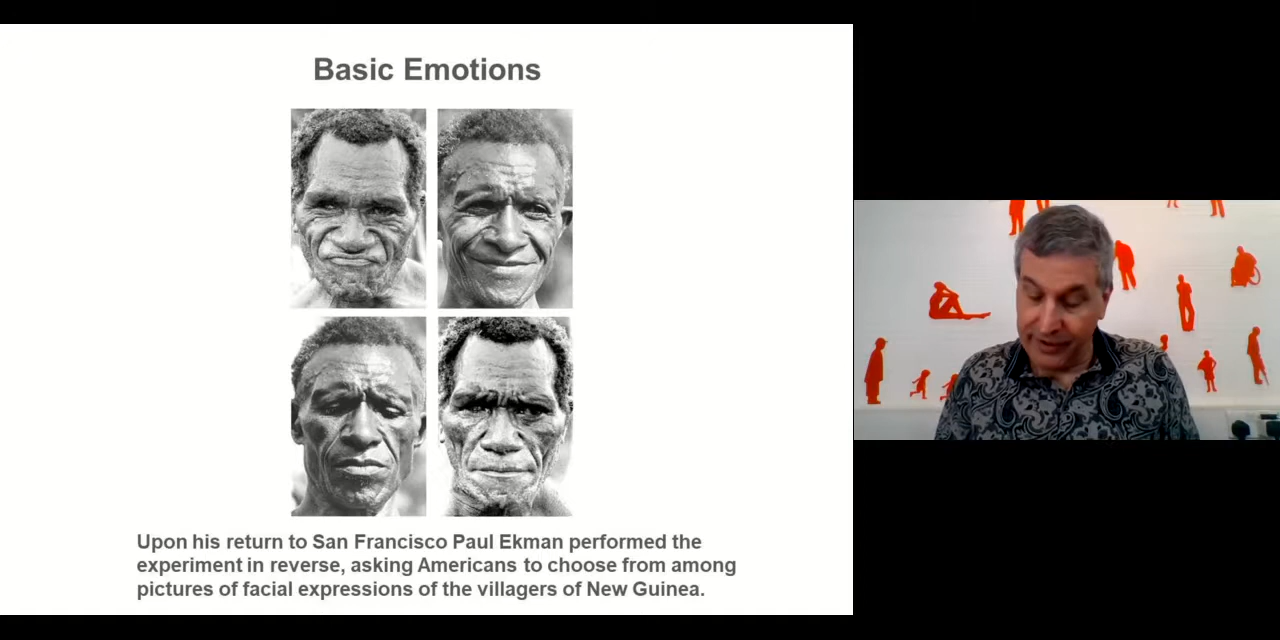 Basic Emotions
Upon his return to San Francisco Paul Ekman performed the
experiment in reverse, asking Americans to choose from among
pictures of facial expressions of the villagers of New Guinea.